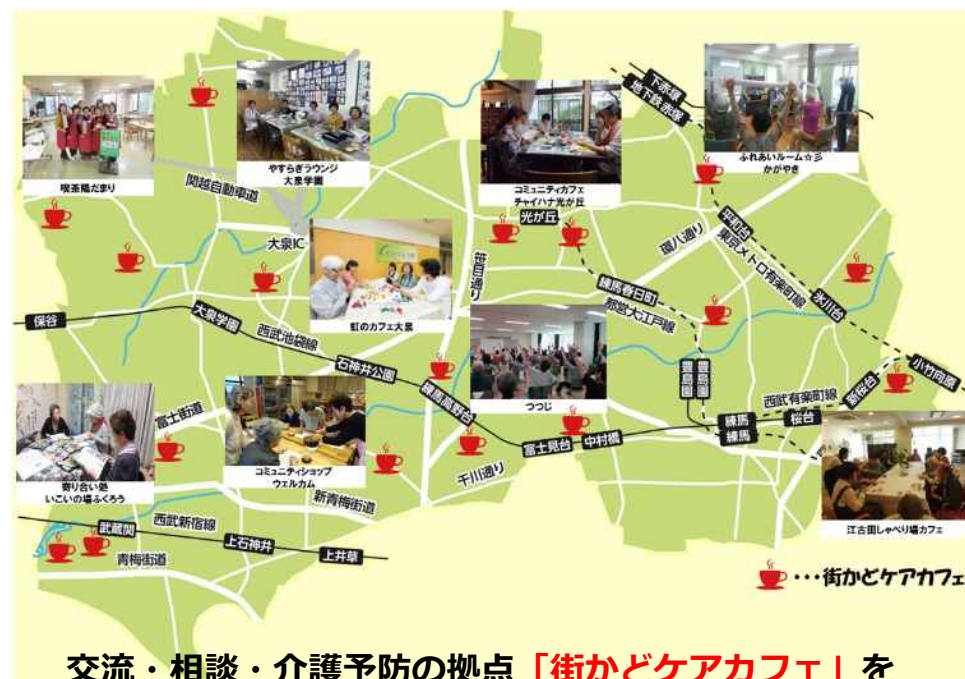 喫茶陽だまり
やすらぎラウンジ
大泉学園
コミュニティカフェ
チャイハナ光が丘
ふれあいルーム☆彡
かがやき
下赤塚
地下鉄赤塚
関越自動車道
大泉IC
光が丘
笹目通り
環八通り
平和台
東京メトロ有楽町線
氷川台
練馬春日町
都営大江戸線
虹のカフェ大泉
保谷
大泉学園
西武池袋線
石神井公園
練馬高野台
つつじ
豊島園
豊島園
小竹向原
新桜台
西武有楽町線
練馬
練馬
桜台
富士見台
中村橋
富士街道
千川通り
新青梅街道
コミュニティショップ
ウェルカム
寄り合い処
いこいの場ふくろう
江古田しゃべり場カフェ
武蔵関
西武新宿線
上石神井
上井草
青梅街道
・・・街かどケアカフェ
交流・相談・介護予防の拠点「街かどケアカフェ」を